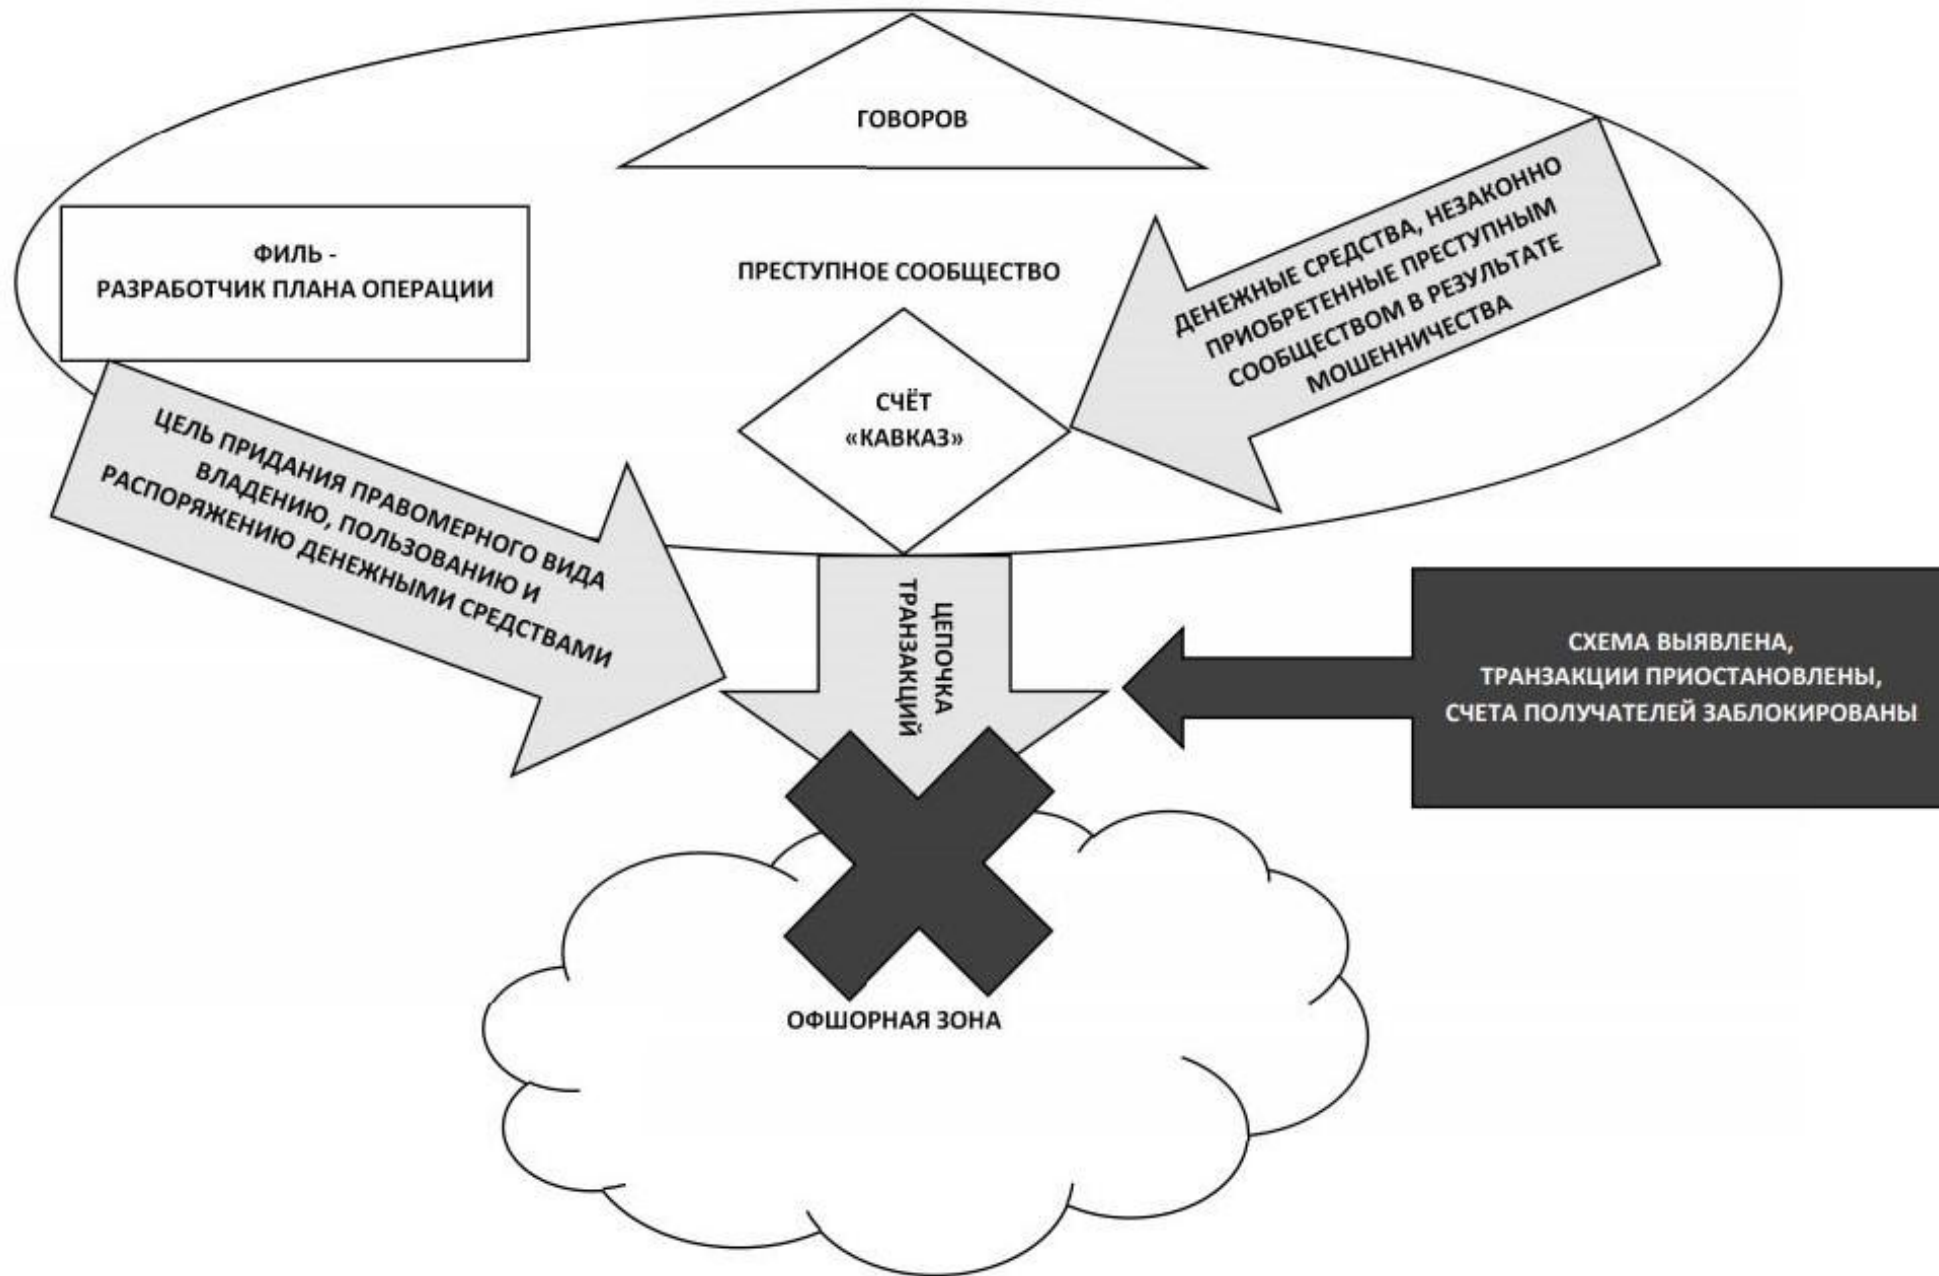 ГОВОРОВ
ФИЛЬ -
РАЗРАБОТЧИК ПЛАНА ОПЕРАЦИИ
ПРЕСТУПНОЕ СООБЩЕСТВО
ДЕНЕЖНЫЕ СРЕДСТВА, НЕЗАКОННО
ПРИОБРЕТЕННЫЕ ПРЕСТУПНЫМ
СООБЩЕСТВОМ В РЕЗУЛЬТАТЕ
МОШЕННИЧЕСТВА
СЧЁТ
«КАВКАЗ»
ЦЕЛЬ ПРИДАНИЯ ПРАВОМЕРНОГО ВИДА
ВЛАДЕНИЮ, ПОЛЬЗОВАНИЮ И
РАСПОРЯЖЕНИЮ ДЕНЕЖНЫМИ СРЕДСТВАМИ
ЦЕПОЧКА
ТРАНЗАКЦИЙ
СХЕМА ВЫЯВЛЕНА,
ТРАНЗАКЦИИ ПРИОСТАНОВЛЕНЫ,
СЧЕТА ПОЛУЧАТЕЛЕЙ ЗАБЛОКИРОВАНЫ
ОФШОРНАЯ ЗОНА